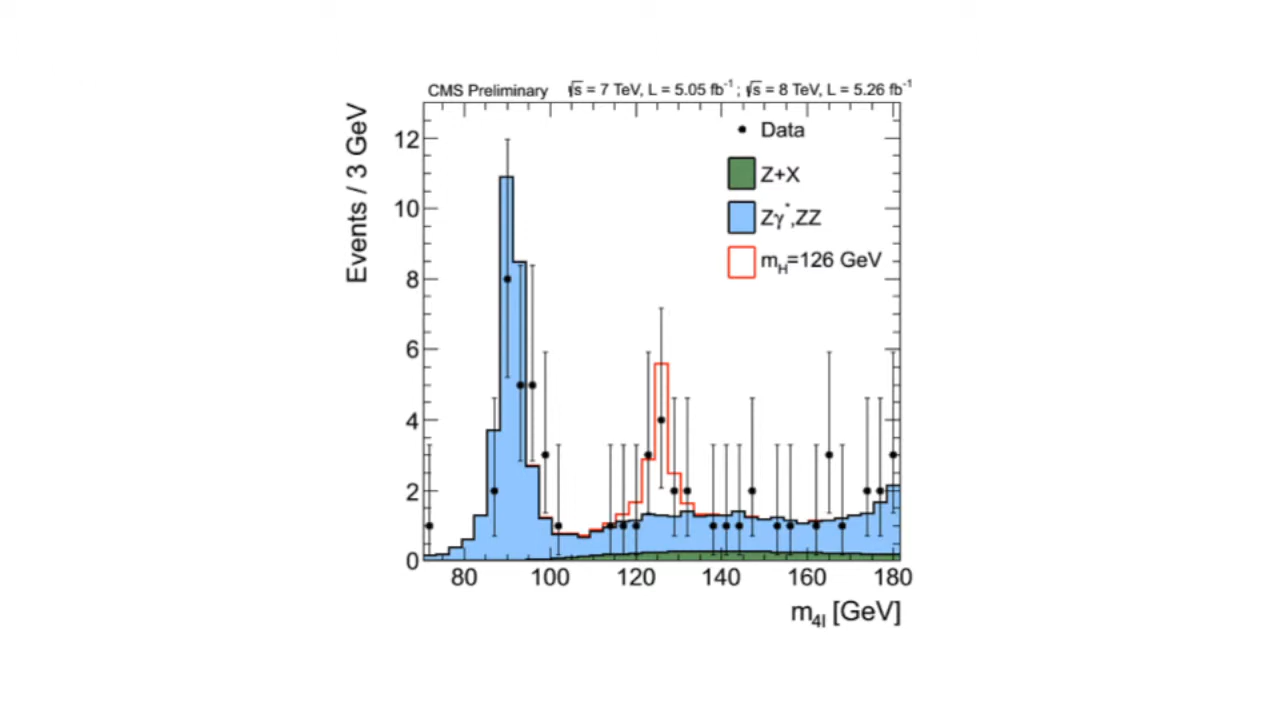 CMS Preliminary √s = 7 TeV, L = 5.05 fb⁻¹ ; √s = 8 TeV, L = 5.26 fb⁻¹
Events / 3 GeV
12
10
8
6
4
2
0
Data
Z+X
Zγ*,ZZ
mH=126 GeV
80 100 120 140 160 180
m4l [GeV]